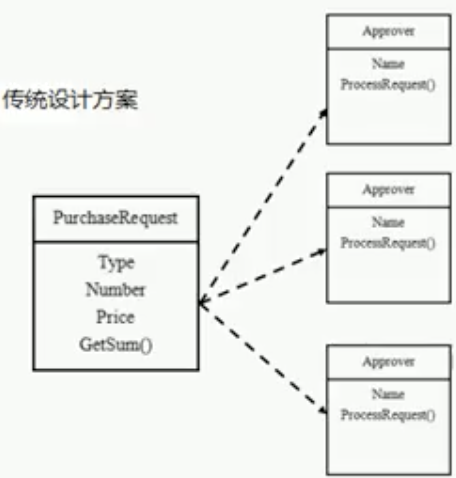 传统设计方案
PurchaseRequest
Type
Number
Price
GetSum()
Approver
Name
ProcessRequest()
Approver
Name
ProcessRequest()
Approver
Name
ProcessRequest()